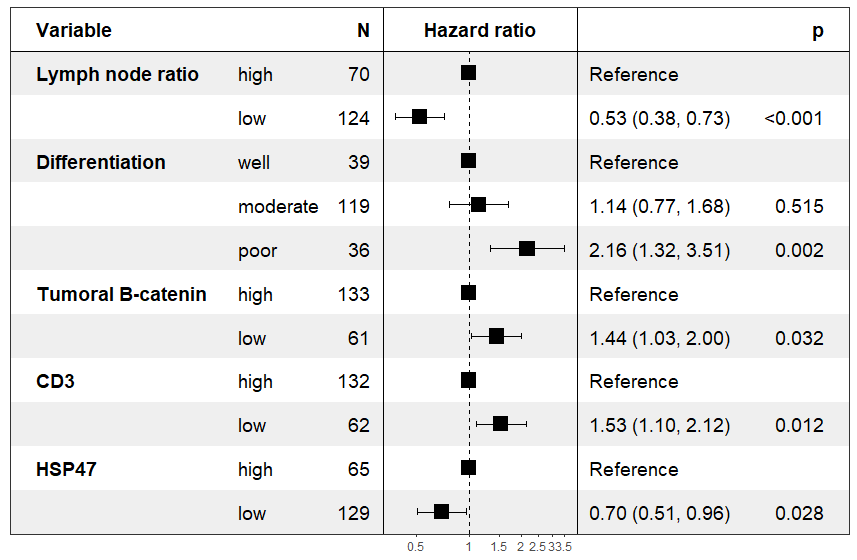 Variable N Hazard ratio p
Lymph node ratio high 70 Reference
low 124 0.53 (0.38, 0.73) <0.001
Differentiation well 39 Reference
moderate 119 1.14 (0.77, 1.68) 0.515
poor 36 2.16 (1.32, 3.51) 0.002
Tumoral B-catenin high 133 Reference
low 61 1.44 (1.03, 2.00) 0.032
CD3 high 132 Reference
low 62 1.53 (1.10, 2.12) 0.012
HSP47 high 65 Reference
low 129 0.70 (0.51, 0.96) 0.028
0.5 1 1.5 2 2.5 3 3.5